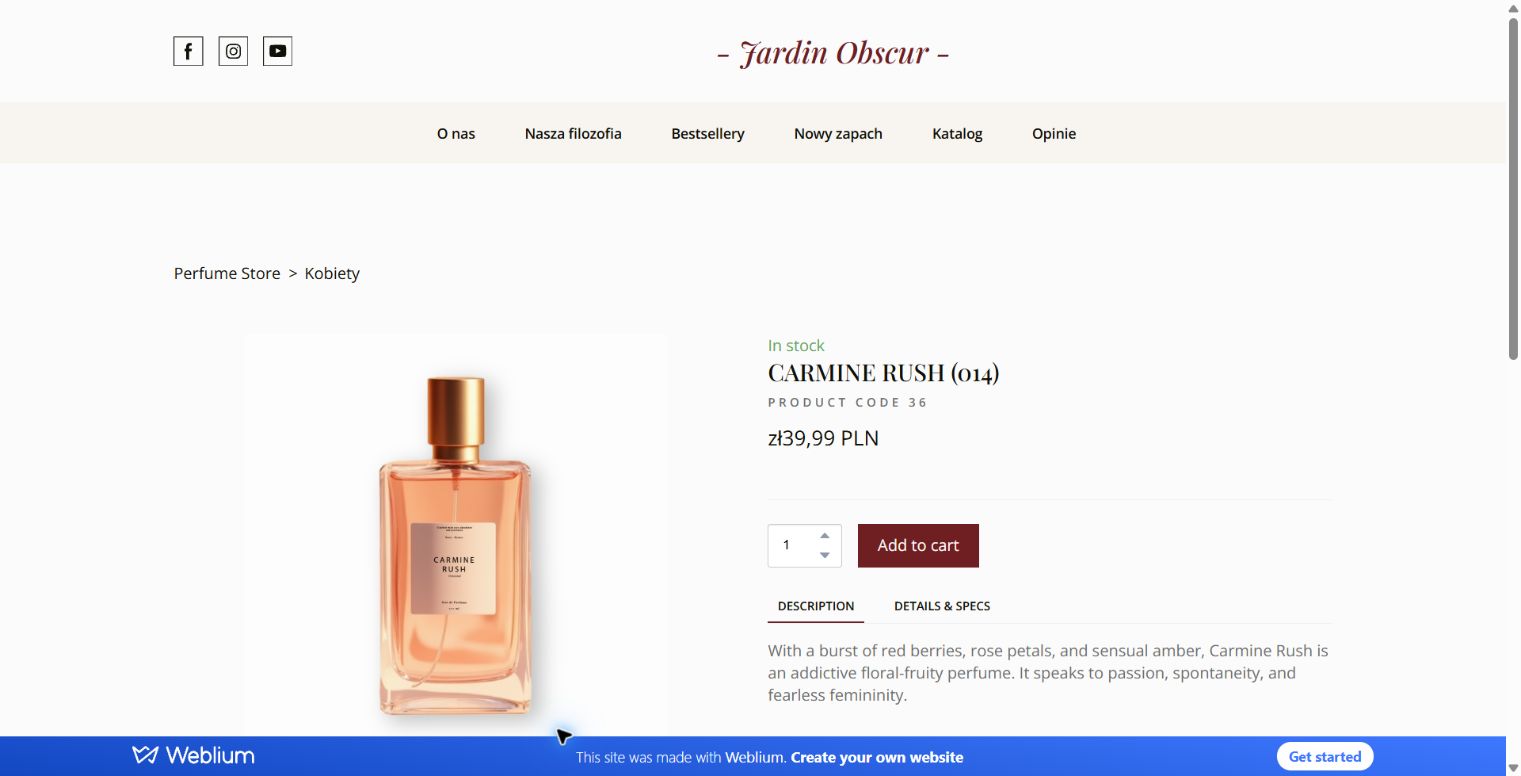 - Jardin Obscur -
O nas Nasza filozofia Bestsellery Nowy zapach Katalog Opinie
Perfume Store > Kobiety
In stock
CARMINE RUSH (014)
PRODUCT CODE 36
zł39,99 PLN
1 Add to cart
DESCRIPTION DETAILS & SPECS
With a burst of red berries, rose petals, and sensual amber, Carmine Rush is
an addictive floral-fruity perfume. It speaks to passion, spontaneity, and
fearless femininity.
CARMINE
RUSH
Weblium This site was made with Weblium. Create your own website Get started